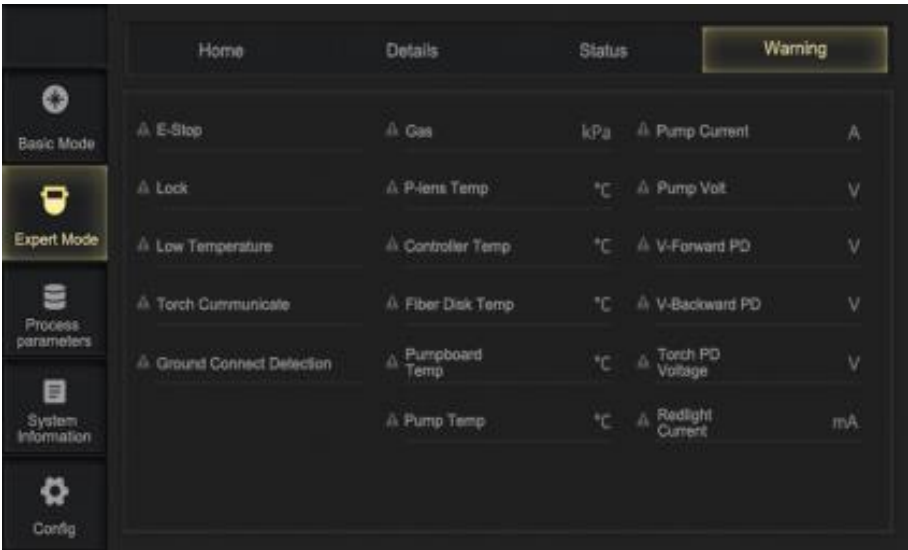 Home
Details
Status
Warning
Basic Mode
Expert Mode
Process
parameters
System
Information
Config
E-Stop
Lock
Low Temperature
Torch Cummunicate
Ground Connect Detection
Gas kPa
P-lens Temp °C
Controller Temp °C
Fiber Disk Temp °C
Pumpboard
Temp °C
Pump Temp °C
Pump Current A
Pump Volt V
V-Forward PD V
V-Backward PD V
Torch PD
Voltage V
Redlight
Current mA